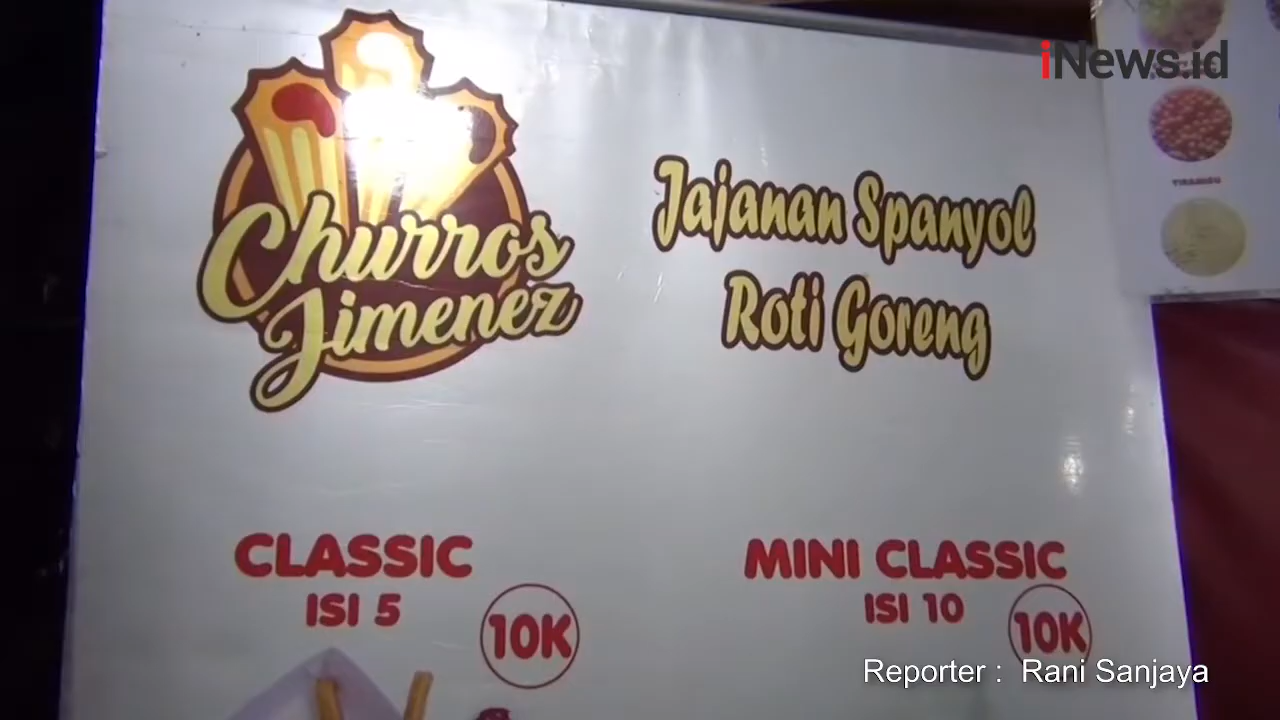 iNews.id
Churros
Jimenez
Jajanan Spanyol
Roti Goreng
TIRAMISU
CLASSIC
ISI 5
10K
MINI CLASSIC
ISI 10
10K
Reporter : Rani Sanjaya